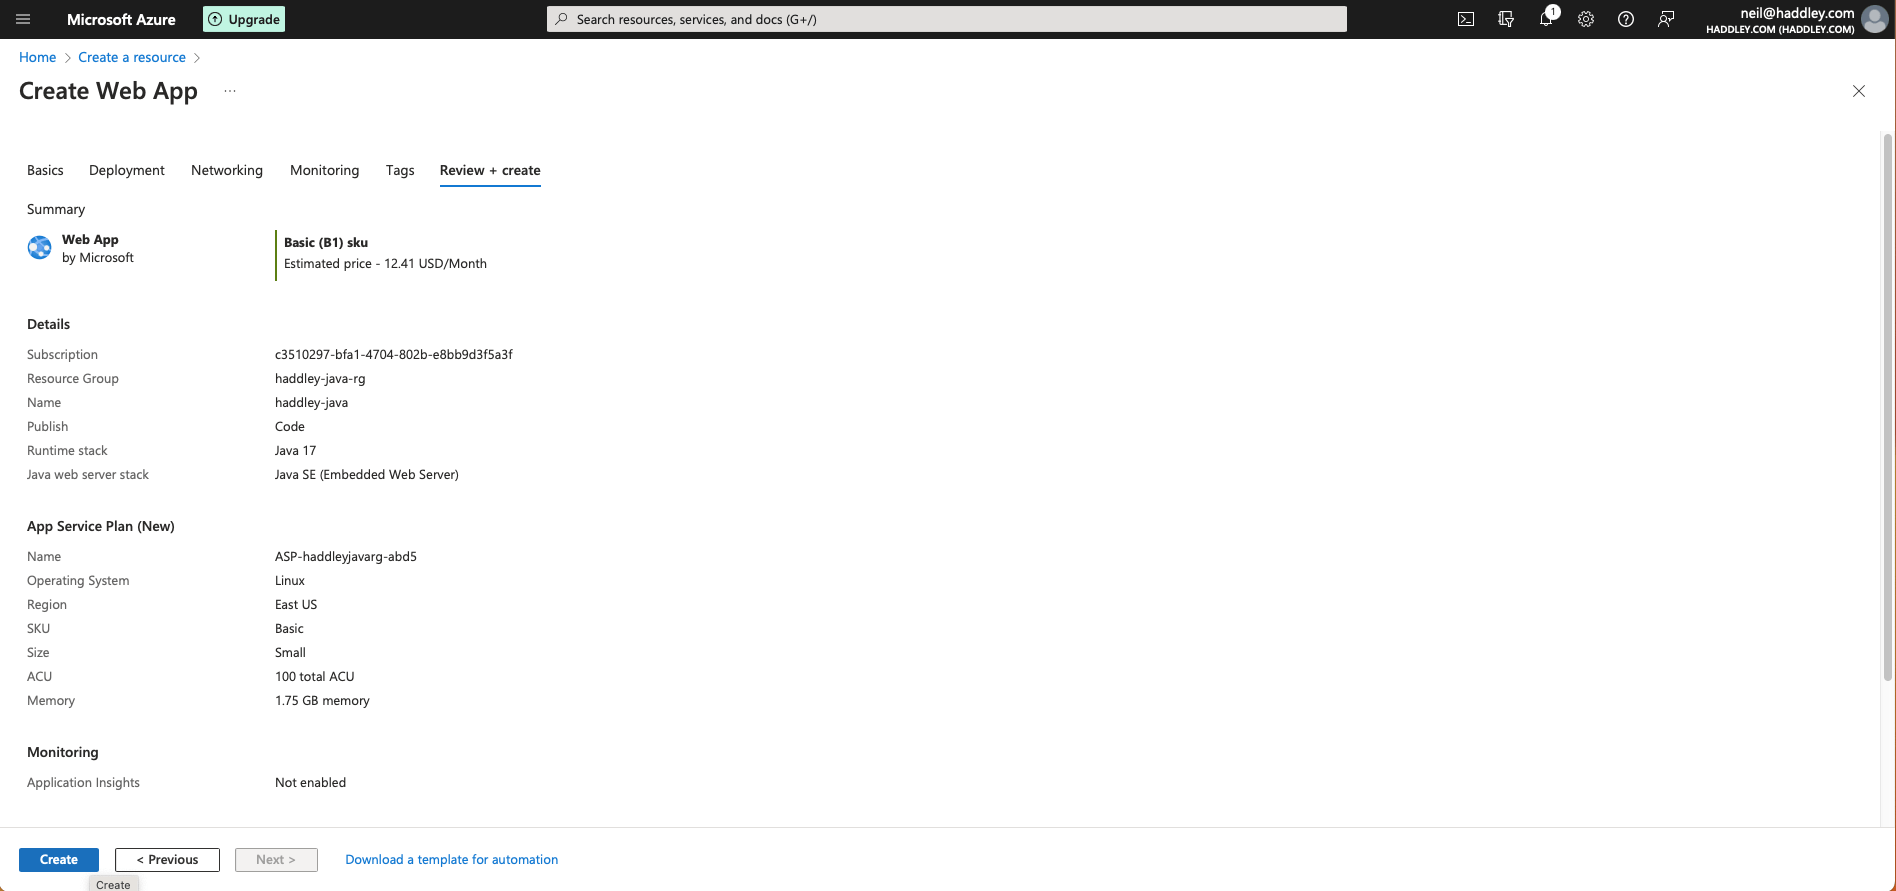 Microsoft Azure
Upgrade
Search resources, services, and docs (G+/)
1
neil@haddley.com
HADDLEY.COM (HADDLEY.COM)
Home > Create a resource >
Create Web App ...
Basics Deployment Networking Monitoring Tags Review + create
Summary
Web App
by Microsoft
Basic (B1) sku
Estimated price - 12.41 USD/Month
Details
Subscription c3510297-bfa1-4704-802b-e8bb9d3f5a3f
Resource Group haddley-java-rg
Name haddley-java
Publish Code
Runtime stack Java 17
Java web server stack Java SE (Embedded Web Server)
App Service Plan (New)
Name ASP-haddleyjavarg-abd5
Operating System Linux
Region East US
SKU Basic
Size Small
ACU 100 total ACU
Memory 1.75 GB memory
Monitoring
Application Insights Not enabled
Create < Previous Next > Download a template for automation
Create